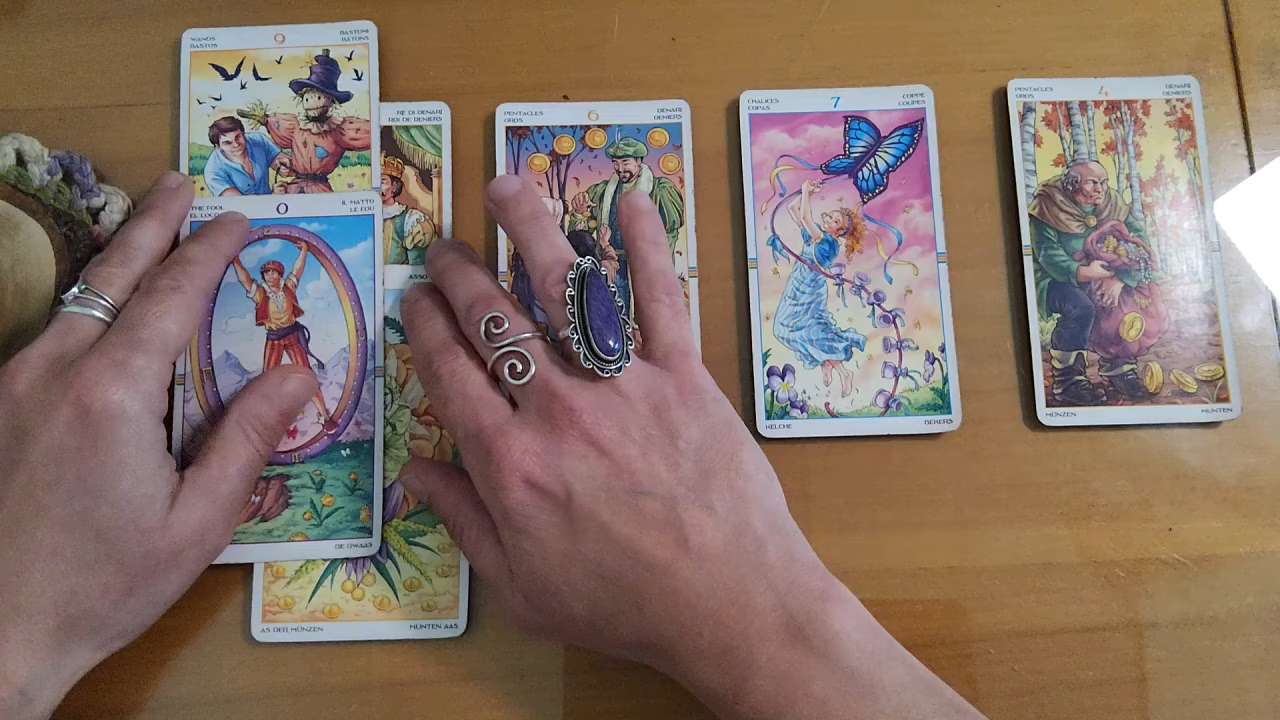 WANDS
BASTOS
9
BASTONI
BATONS
RE DI DENARI
ROI DE DENIERS
THE FOOL
EL LOCO
0
IL MATTO
LE FOU
DE DWAAS
ASSO
AS DER MÜNZEN
MUNTEN AAS
PENTACLES
OROS
6
DENARI
DENIERS
CHALICES
COPAS
7
COPPE
COUPES
KELCHE
BEKERS
PENTACLES
OROS
4
DENARI
DENIERS
MÜNZEN
MUNTEN